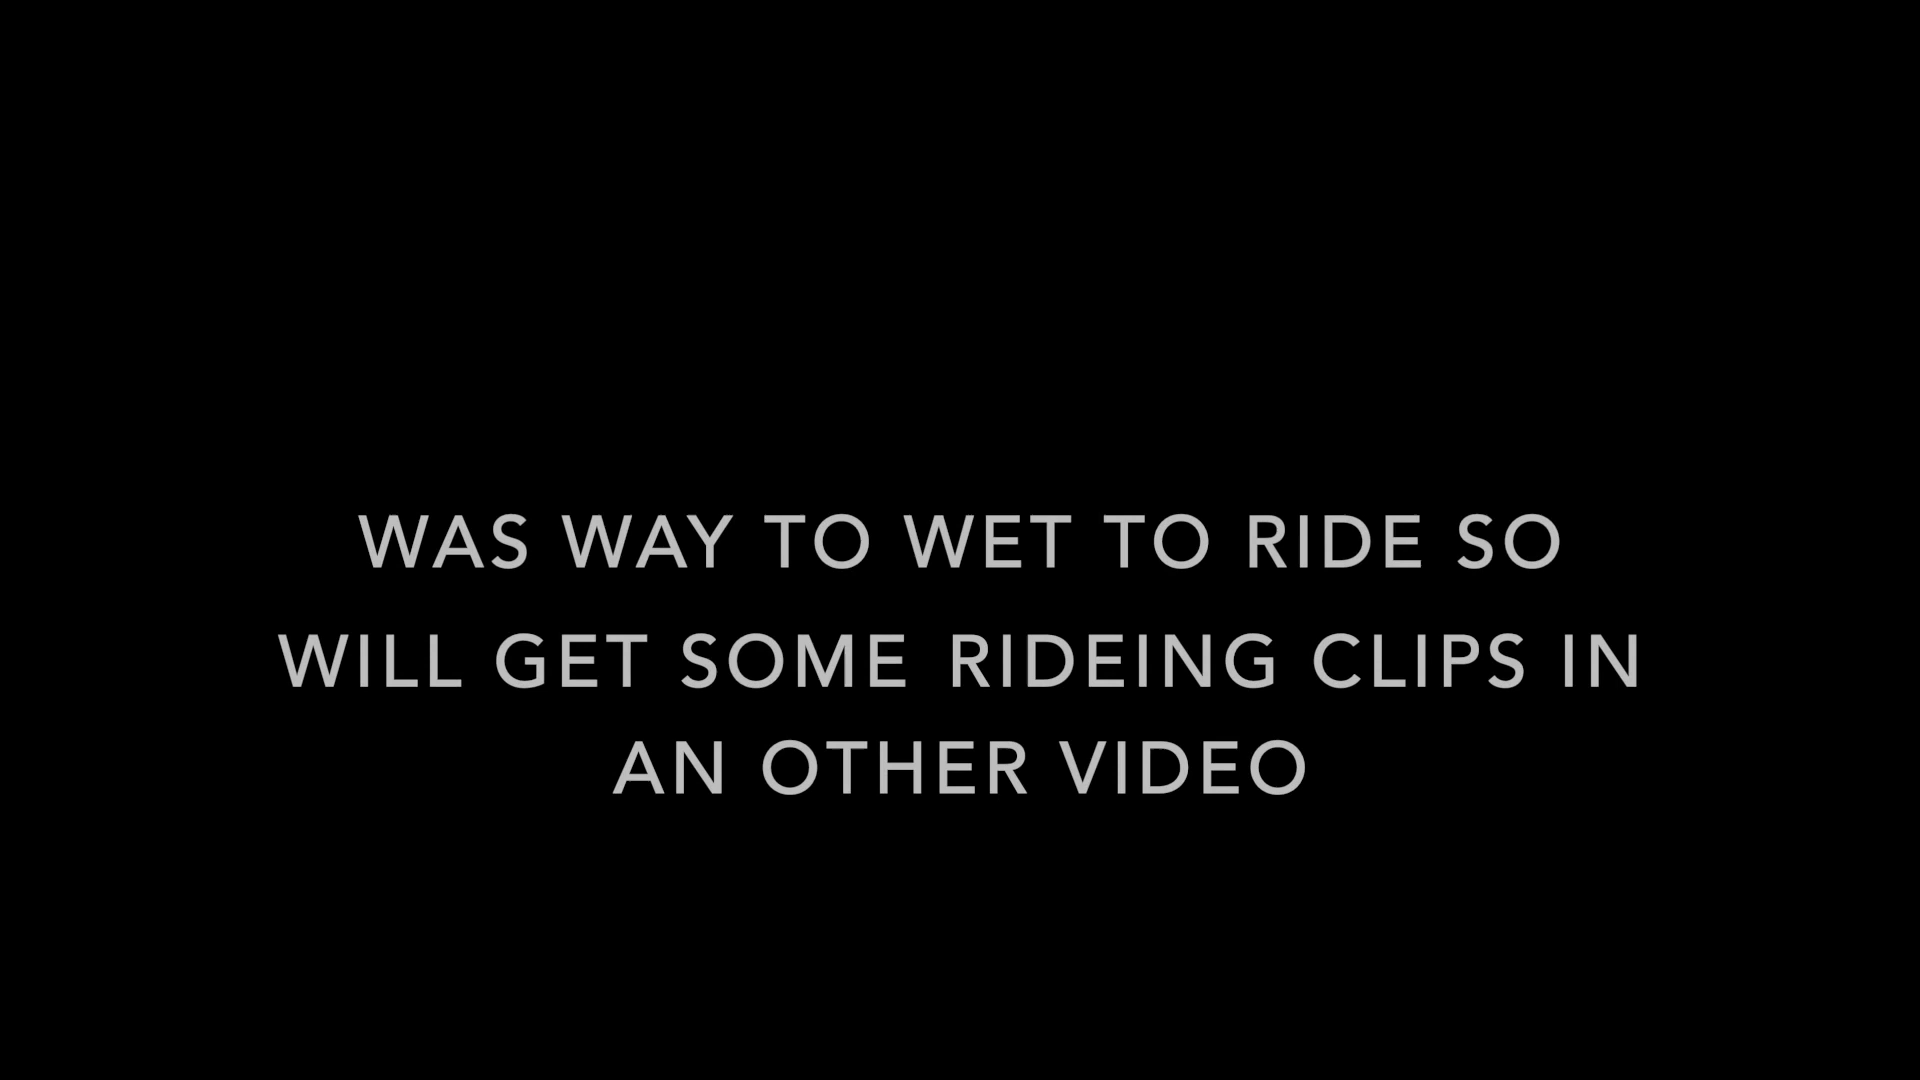 WAS WAY TO WET TO RIDE SO
WILL GET SOME RIDEING CLIPS IN
AN OTHER VIDEO